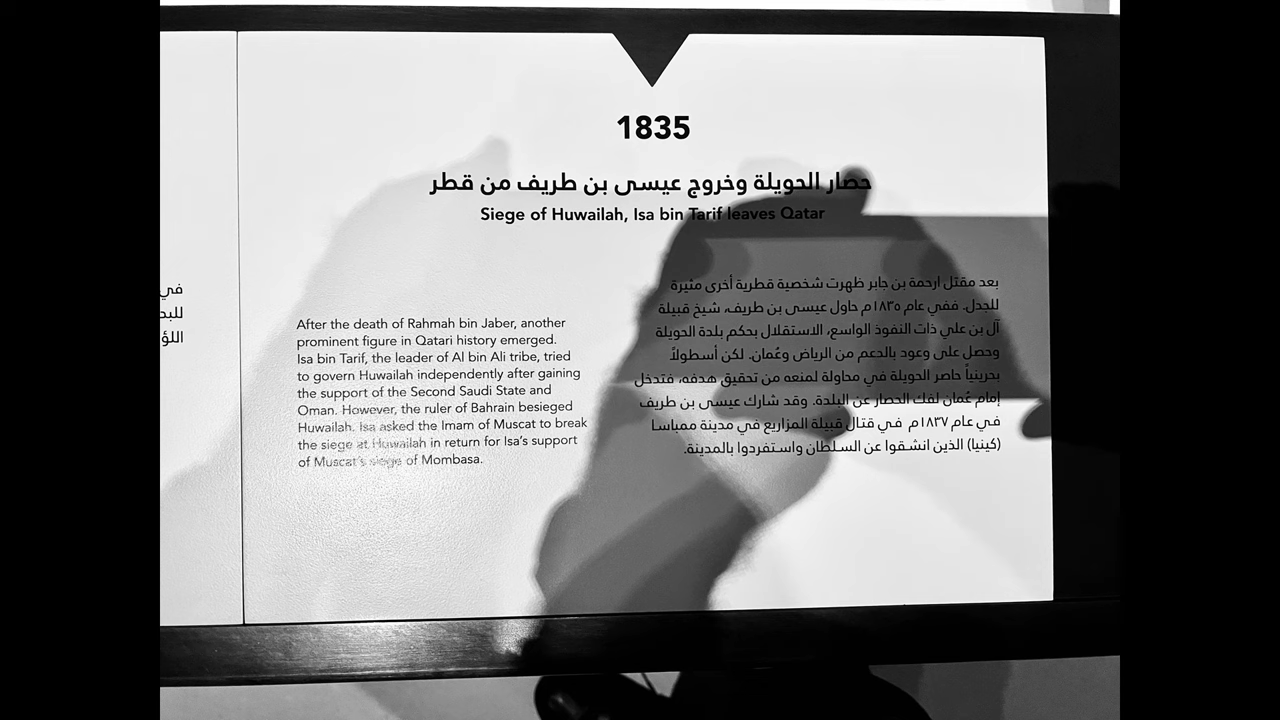 1835
حصار الحويلة وخروج عيسى بن طريف من قطر
Siege of Huwailah, Isa bin Tarif leaves Qatar
After the death of Rahmah bin Jaber, another
prominent figure in Qatari history emerged.
Isa bin Tarif, the leader of Al bin Ali tribe, tried
to govern Huwailah independently after gaining
the support of the Second Saudi State and
Oman. However, the ruler of Bahrain besieged
Huwailah. Isa asked the Imam of Muscat to break
the siege at Huwailah in return for Isa's support
of Muscat's siege of Mombasa.
بعد مقتل ارحمة بن جابر ظهرت شخصية قطرية أخرى مثيرة
للجدل. ففي عام ١٨٣٥م حاول عيسى بن طريف، شيخ قبيلة
آل بن علي ذات النفوذ الواسع، الاستقلال بحكم بلدة الحويلة
وحصل على وعود بالدعم من الرياض وعُمان. لكن أسطولاً
بحرينياً حاصر الحويلة في محاولة لمنعه من تحقيق هدفه، فتدخل
إمام عُمان لفك الحصار عن البلدة. وقد شارك عيسى بن طريف
في عام ١٨٣٧م في قتال قبيلة المزاريع في مدينة ممباسا
(كينيا) الذين انشقوا عن السلطان واستفردوا بالمدينة.
في